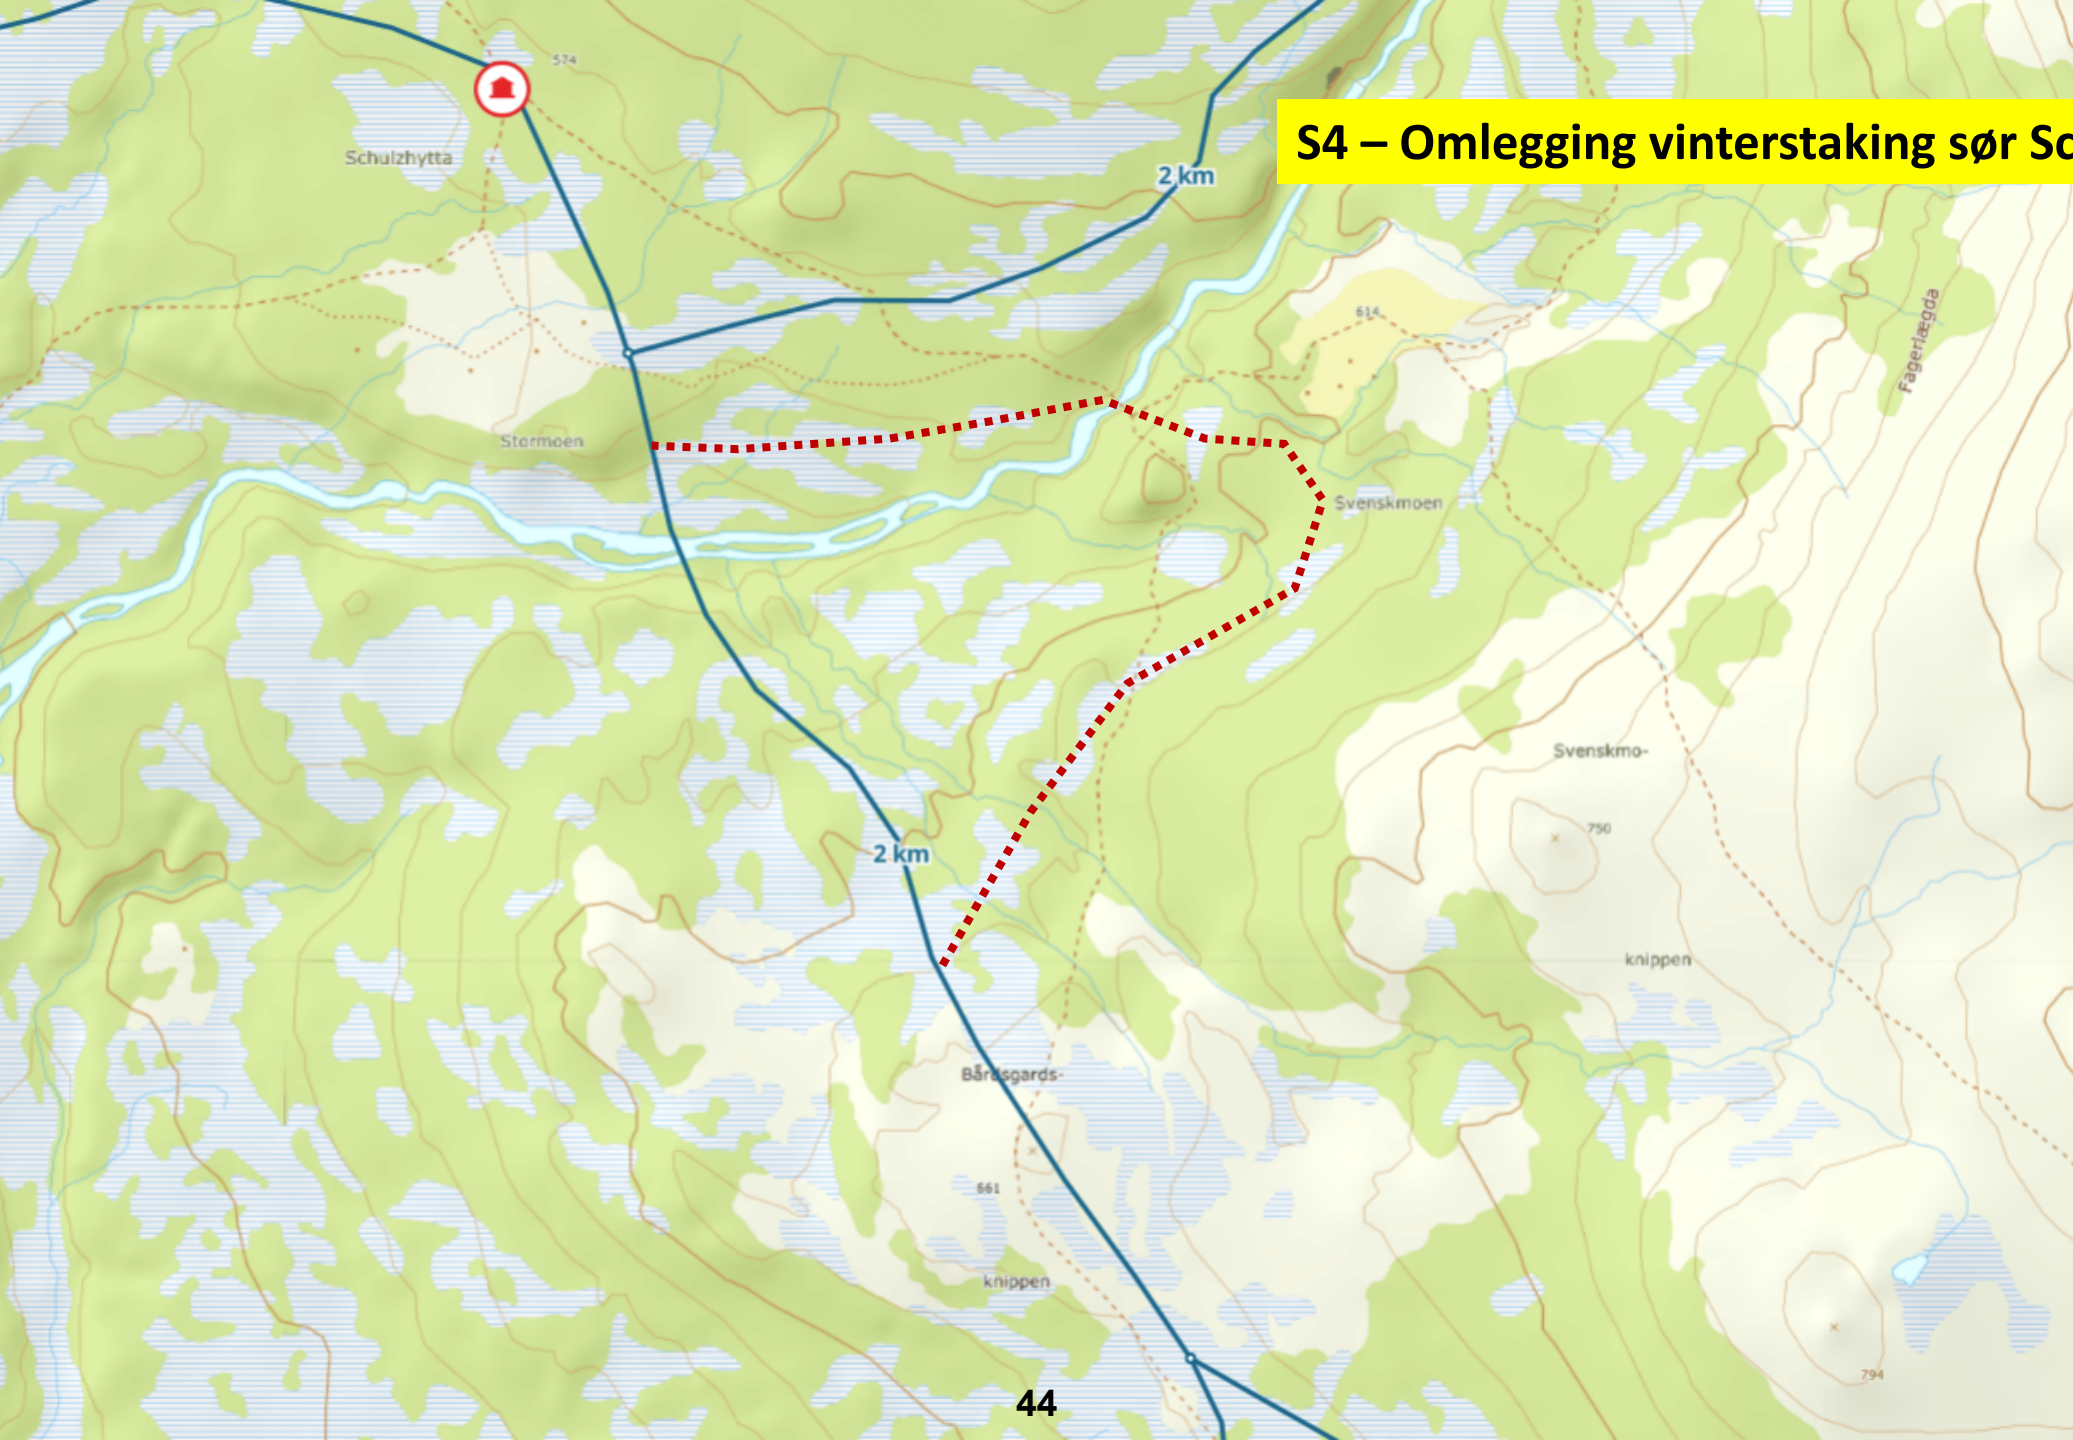 574
S4 – Omlegging vinterstaking sør Sc
Schulzhytta
2 km
614
Fagerlægda
Stormoen
Svenskmoen
Svenskmo-
750
2 km
knippen
Bårdsgards-
661
knippen
794
44